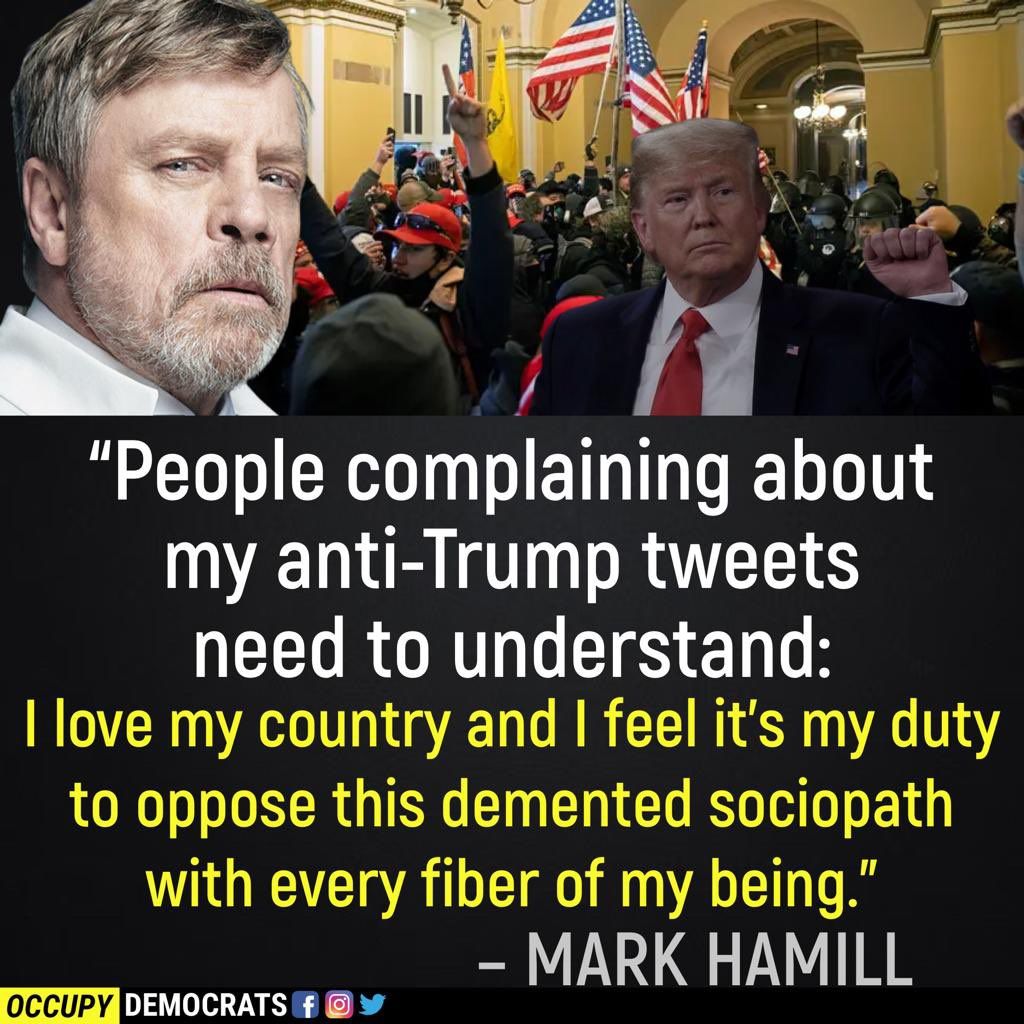 “People complaining about
my anti-Trump tweets
need to understand:
I love my country and I feel it’s my duty
to oppose this demented sociopath
with every fiber of my being.”
– MARK HAMILL
OCCUPY DEMOCRATS